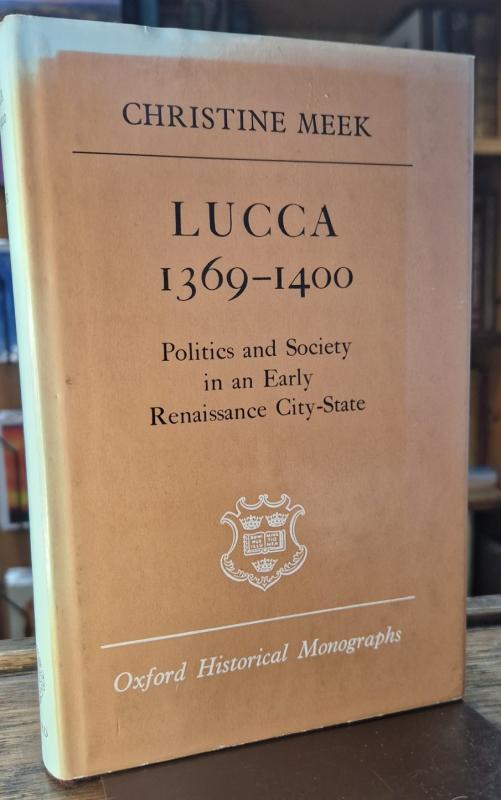 CHRISTINE MEEK
LUCCA
1369–1400
Politics and Society
in an Early
Renaissance City-State
Oxford Historical Monographs